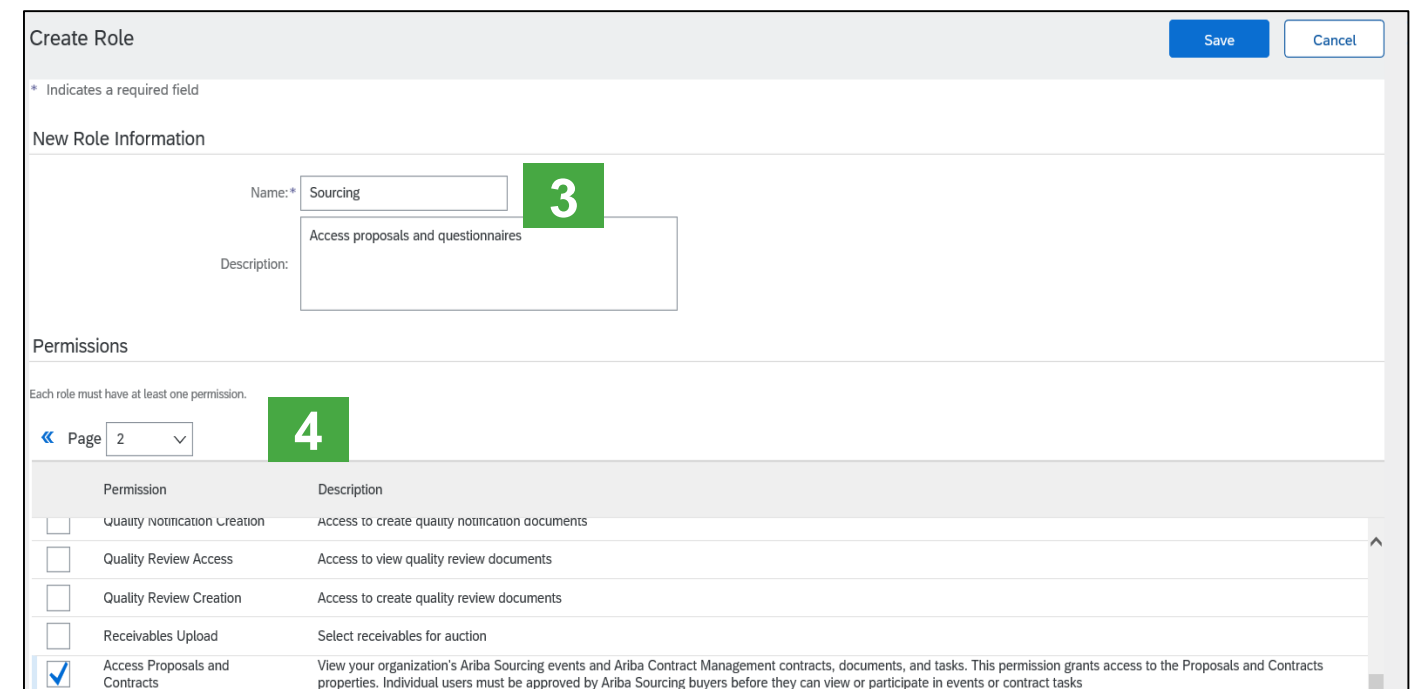 Create Role
Save
Cancel
* Indicates a required field
New Role Information
Name:*
Sourcing
3
Description:
Access proposals and questionnaires
Permissions
Each role must have at least one permission.
« Page 2
4
Permission Description
Quality Notification Creation Access to create quality notification documents
Quality Review Access Access to view quality review documents
Quality Review Creation Access to create quality review documents
Receivables Upload Select receivables for auction
Access Proposals and
Contracts
View your organization's Ariba Sourcing events and Ariba Contract Management contracts, documents, and tasks. This permission grants access to the Proposals and Contracts
properties. Individual users must be approved by Ariba Sourcing buyers before they can view or participate in events or contract tasks